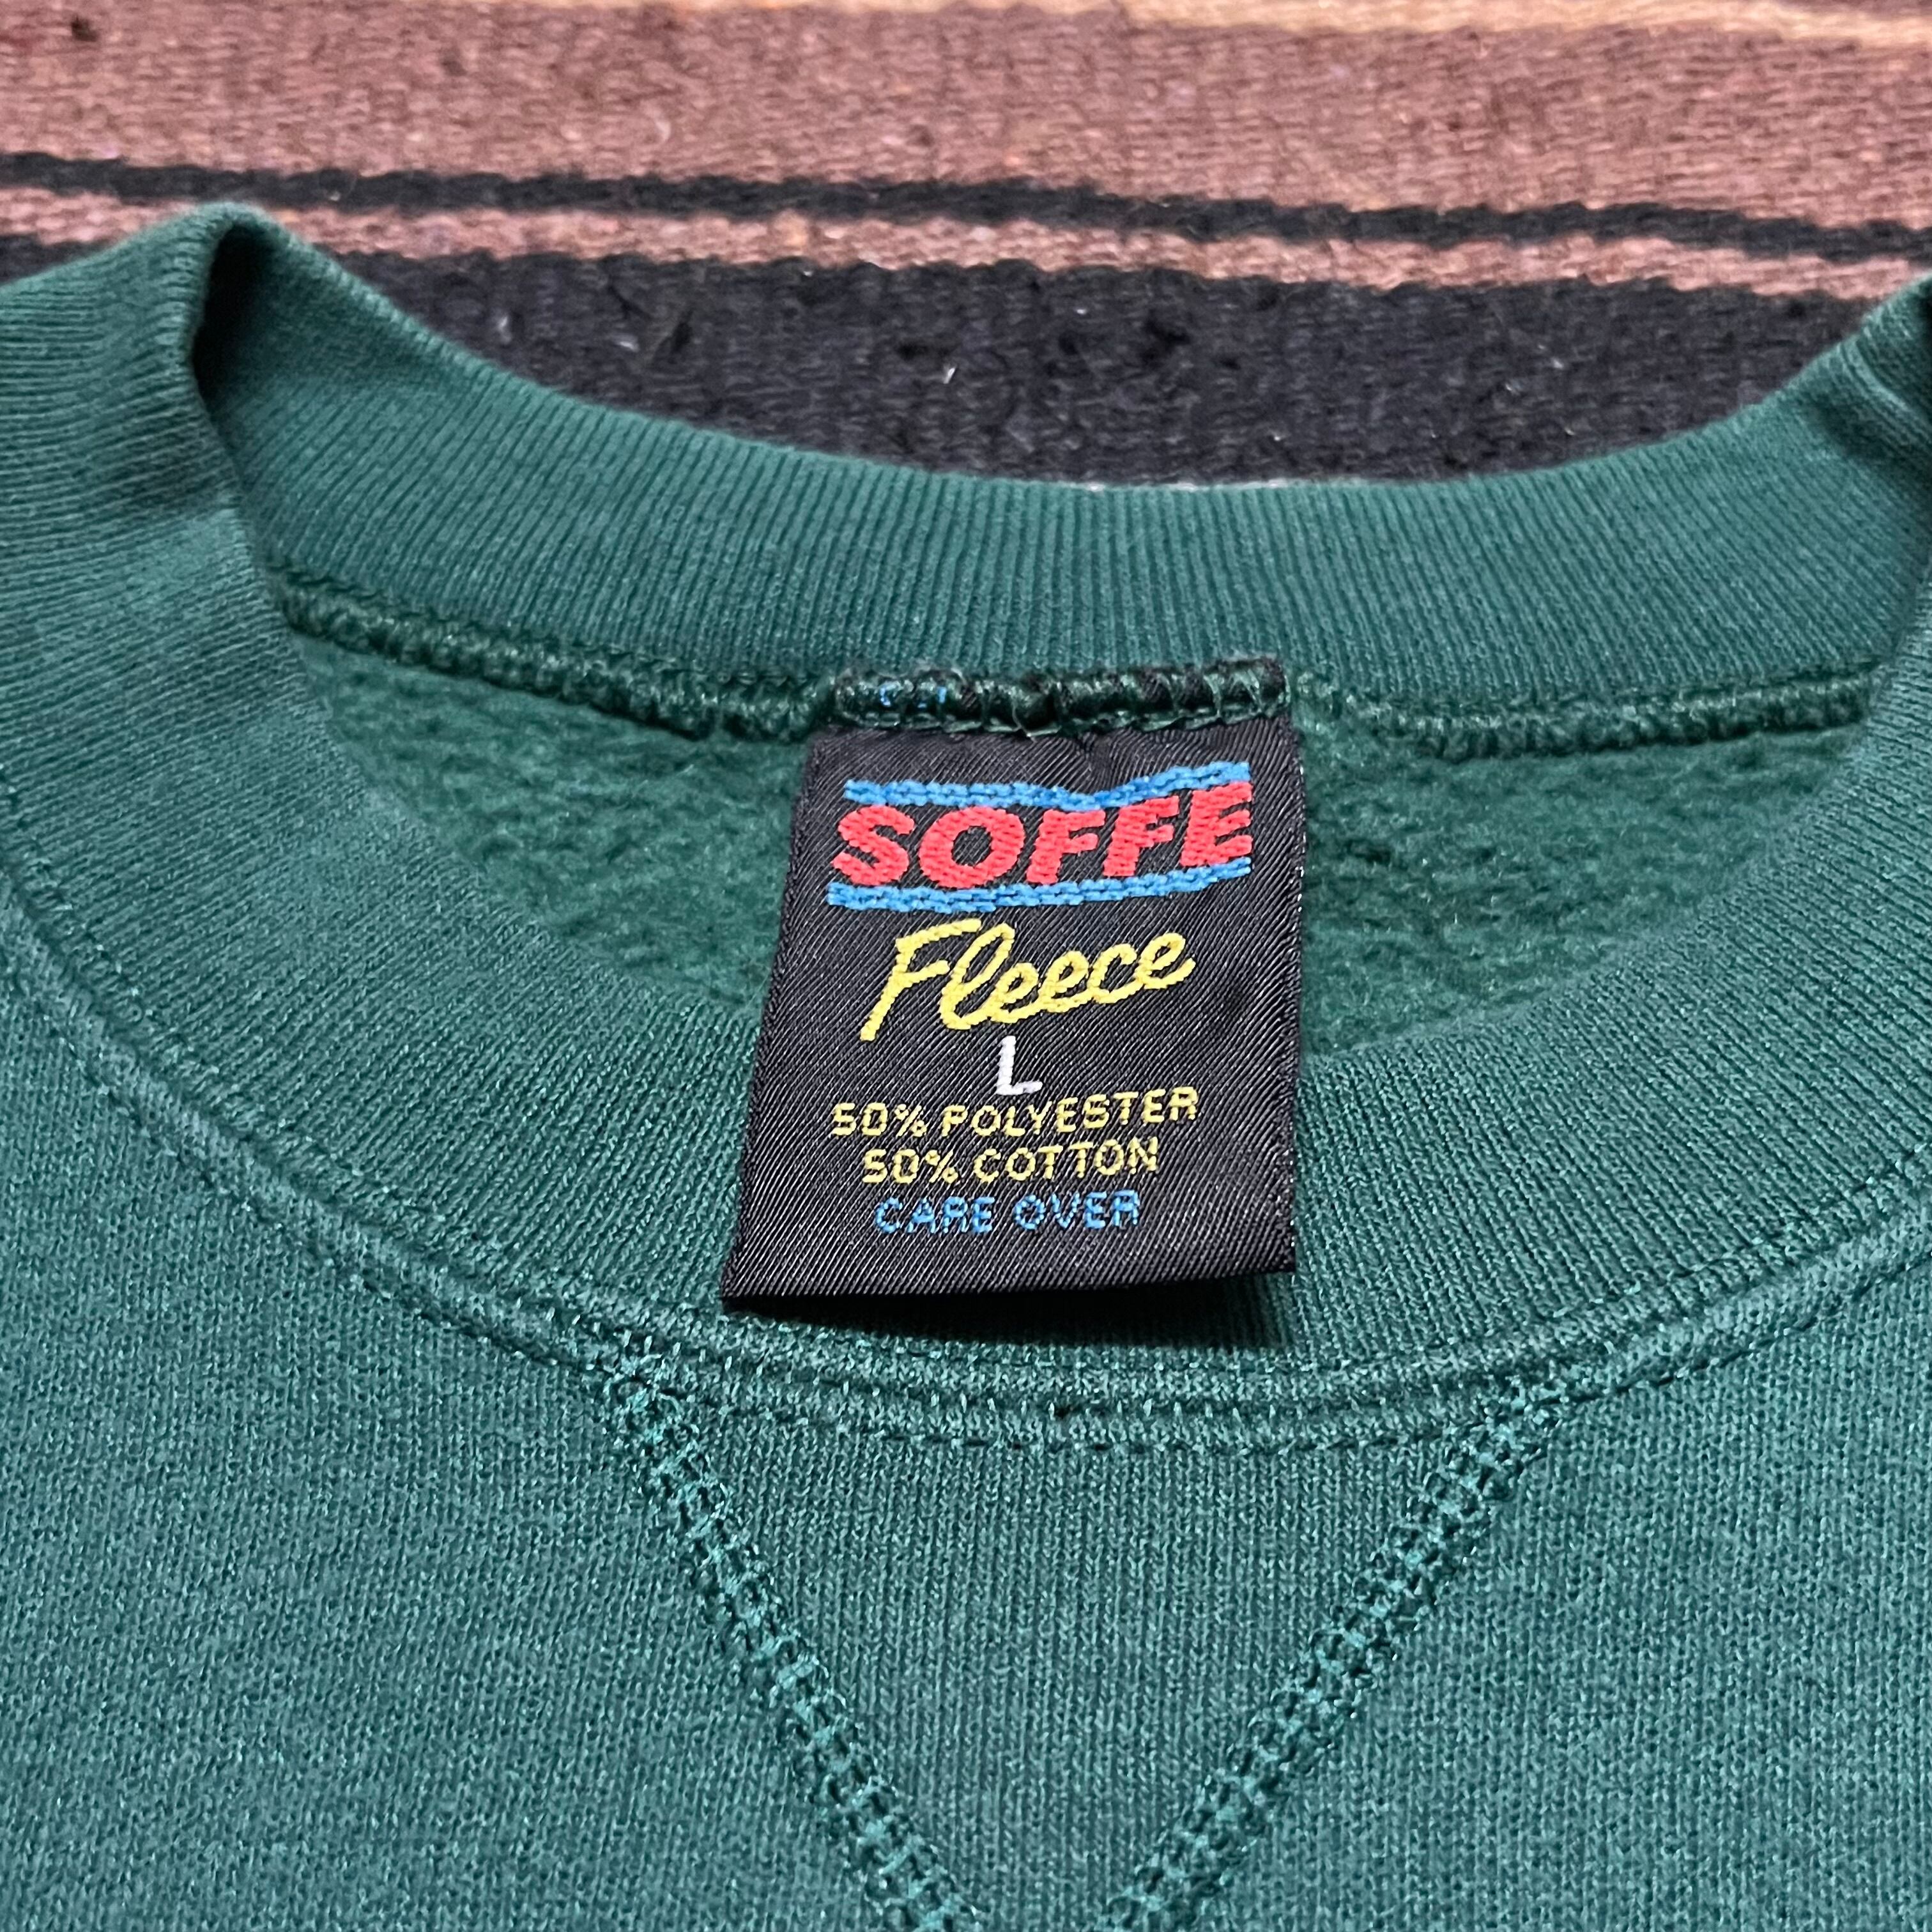 SOFFE
Fleece
L
50% POLYESTER
50% COTTON
CARE OVER